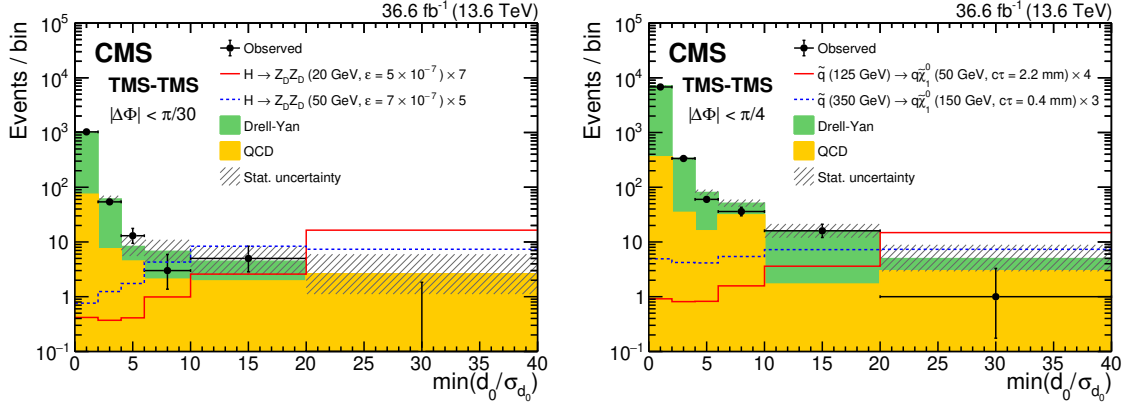 36.6 fb⁻¹ (13.6 TeV)
CMS
TMS-TMS
|ΔΦ| < π/30
Observed
H → Z_D Z_D (20 GeV, ε = 5 × 10⁻⁷) × 7
H → Z_D Z_D (50 GeV, ε = 7 × 10⁻⁷) × 5
Drell-Yan
QCD
Stat. uncertainty
Events / bin
10⁵
10⁴
10³
10²
10
1
10⁻¹
0 5 10 15 20 25 30 35 40
min(d₀/σ_d₀)
36.6 fb⁻¹ (13.6 TeV)
CMS
TMS-TMS
|ΔΦ| < π/4
Observed
q̃ (125 GeV) → qχ̃₁⁰ (50 GeV, cτ = 2.2 mm) × 4
q̃ (350 GeV) → qχ̃₁⁰ (150 GeV, cτ = 0.4 mm) × 3
Drell-Yan
QCD
Stat. uncertainty
Events / bin
10⁵
10⁴
10³
10²
10
1
10⁻¹
0 5 10 15 20 25 30 35 40
min(d₀/σ_d₀)